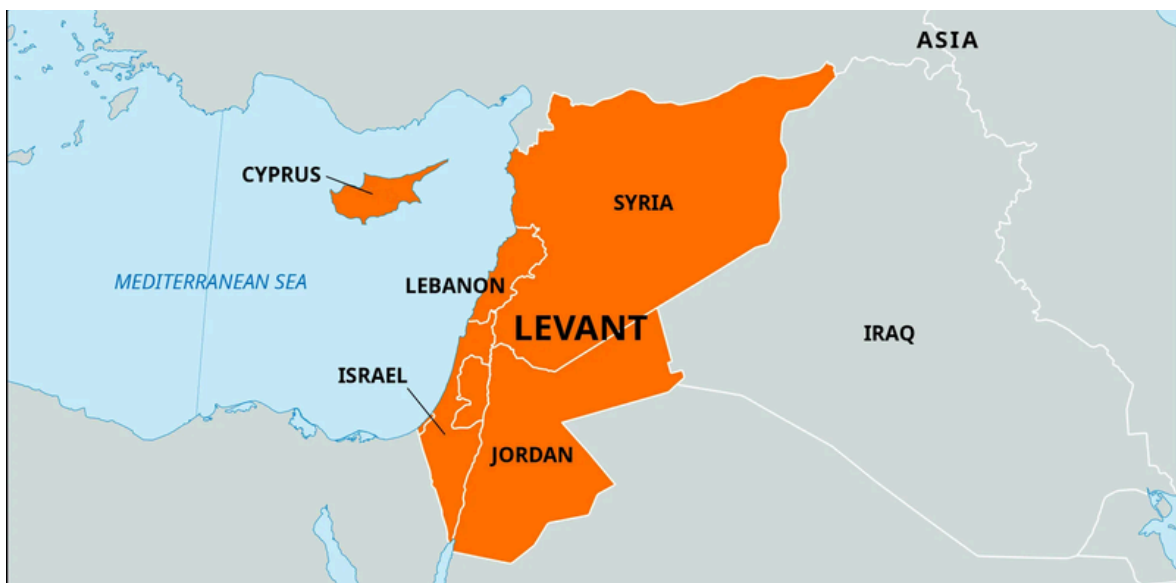 ASIA
CYPRUS
SYRIA
MEDITERRANEAN SEA
LEBANON
LEVANT
IRAQ
ISRAEL
JORDAN